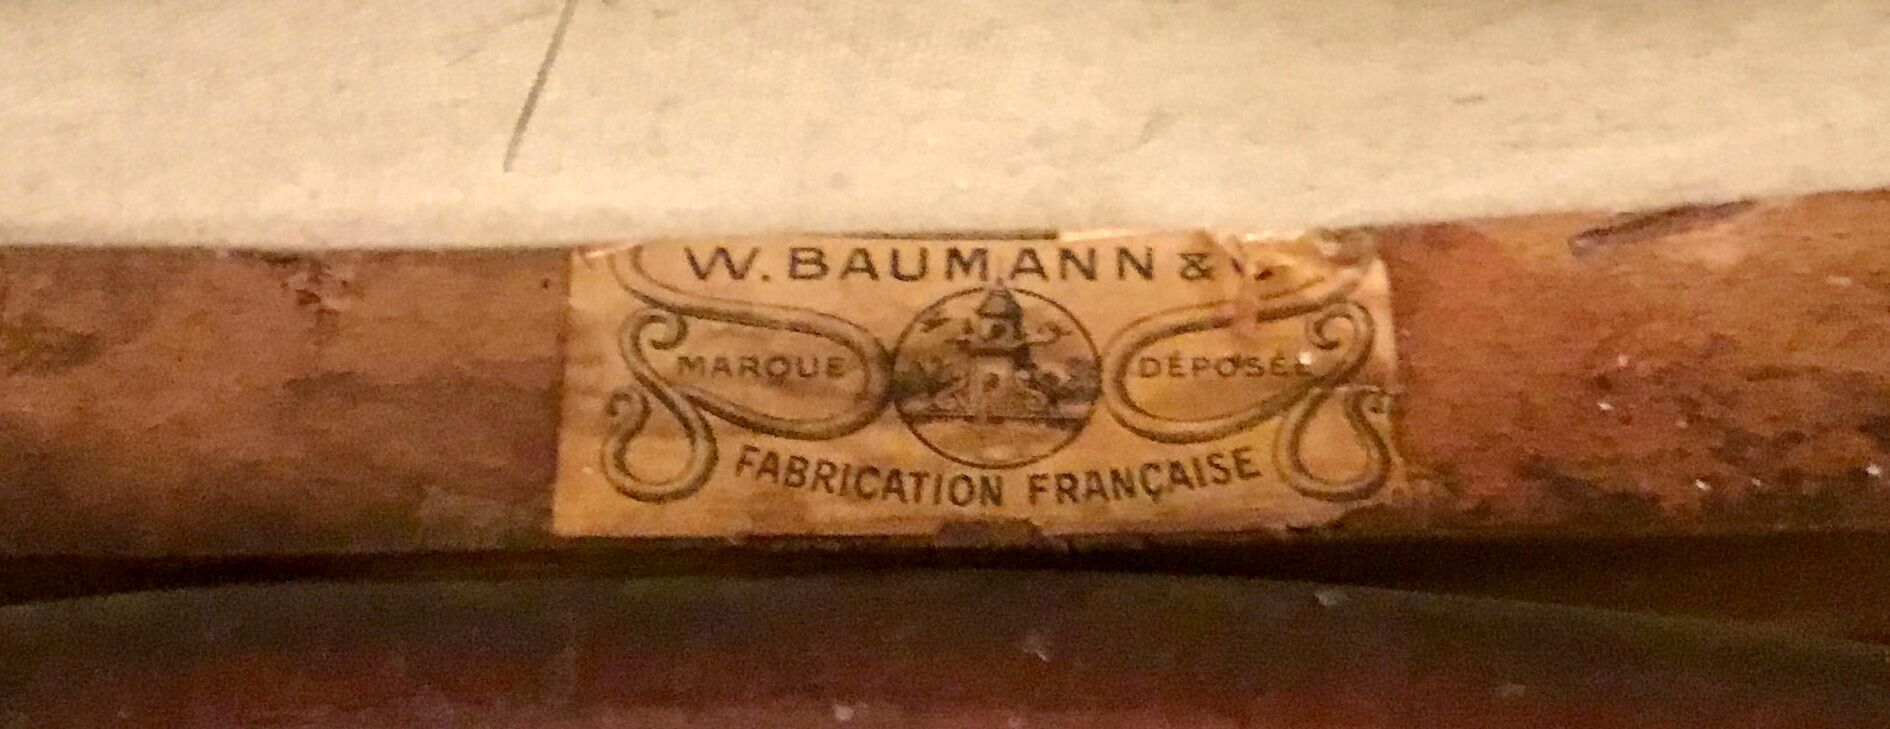 W. BAUMANN &
MARQUE DÉPOSÉE
FABRICATION FRANÇAISE